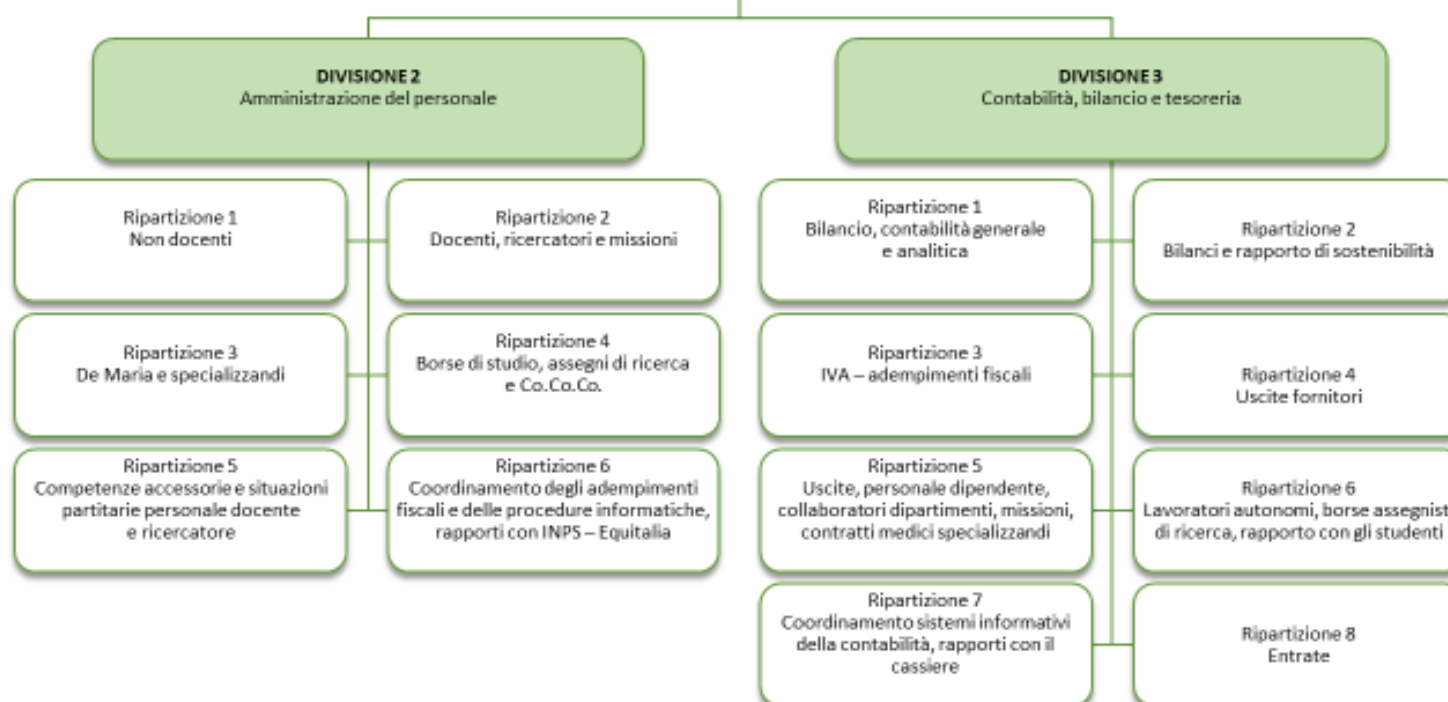 DIVISIONE 2
Amministrazione del personale
DIVISIONE 3
Contabilità, bilancio e tesoreria
Ripartizione 1
Non docenti
Ripartizione 2
Docenti, ricercatori e missioni
Ripartizione 3
De Maria e specializzandi
Ripartizione 4
Borse di studio, assegni di ricerca
e Co.Co.Co.
Ripartizione 5
Competenze accessorie e situazioni
partitarie personale docente
e ricercatore
Ripartizione 6
Coordinamento degli adempimenti
fiscali e delle procedure informatiche,
rapporti con INPS – Equitalia
Ripartizione 1
Bilancio, contabilità generale
e analitica
Ripartizione 2
Bilanci e rapporto di sostenibilità
Ripartizione 3
IVA – adempimenti fiscali
Ripartizione 4
Uscite fornitori
Ripartizione 5
Uscite, personale dipendente,
collaboratori dipartimenti, missioni,
contratti medici specializzandi
Ripartizione 6
Lavoratori autonomi, borse
di ricerca, rapporto con gli studenti
Ripartizione 7
Coordinamento sistemi informativi
della contabilità, rapporti con il
cassiere
Ripartizione 8
Entrate